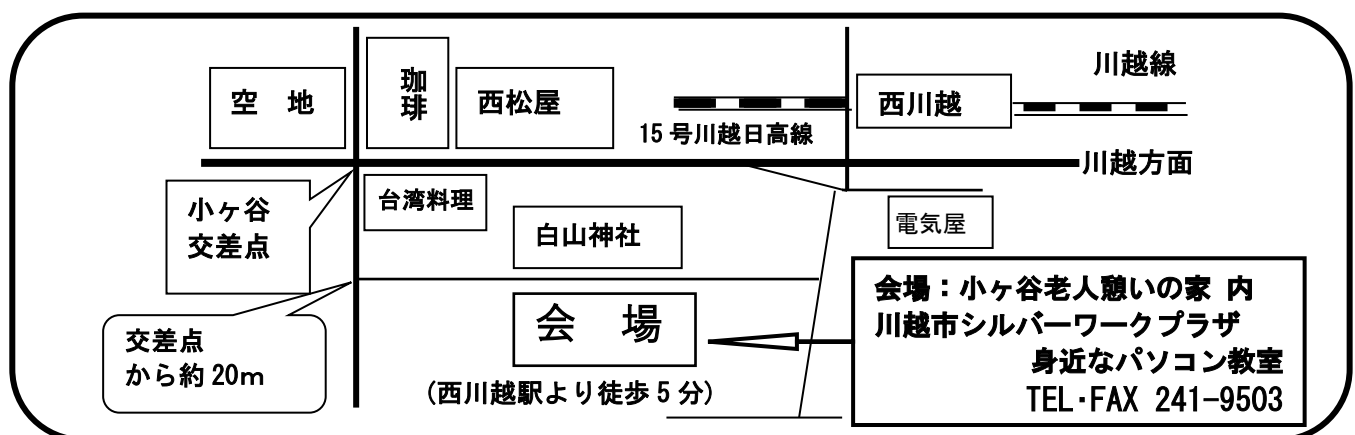 川越線
空 地
珈琲
西松屋
西川越
15号川越日高線
川越方面
小ヶ谷
交差点
台湾料理
電気屋
白山神社
会場：小ヶ谷老人憩いの家 内
川越市シルバーワークプラザ
身近なパソコン教室
TEL・FAX 241-9503
会 場
交差点
から約20m
(西川越駅より徒歩5分)